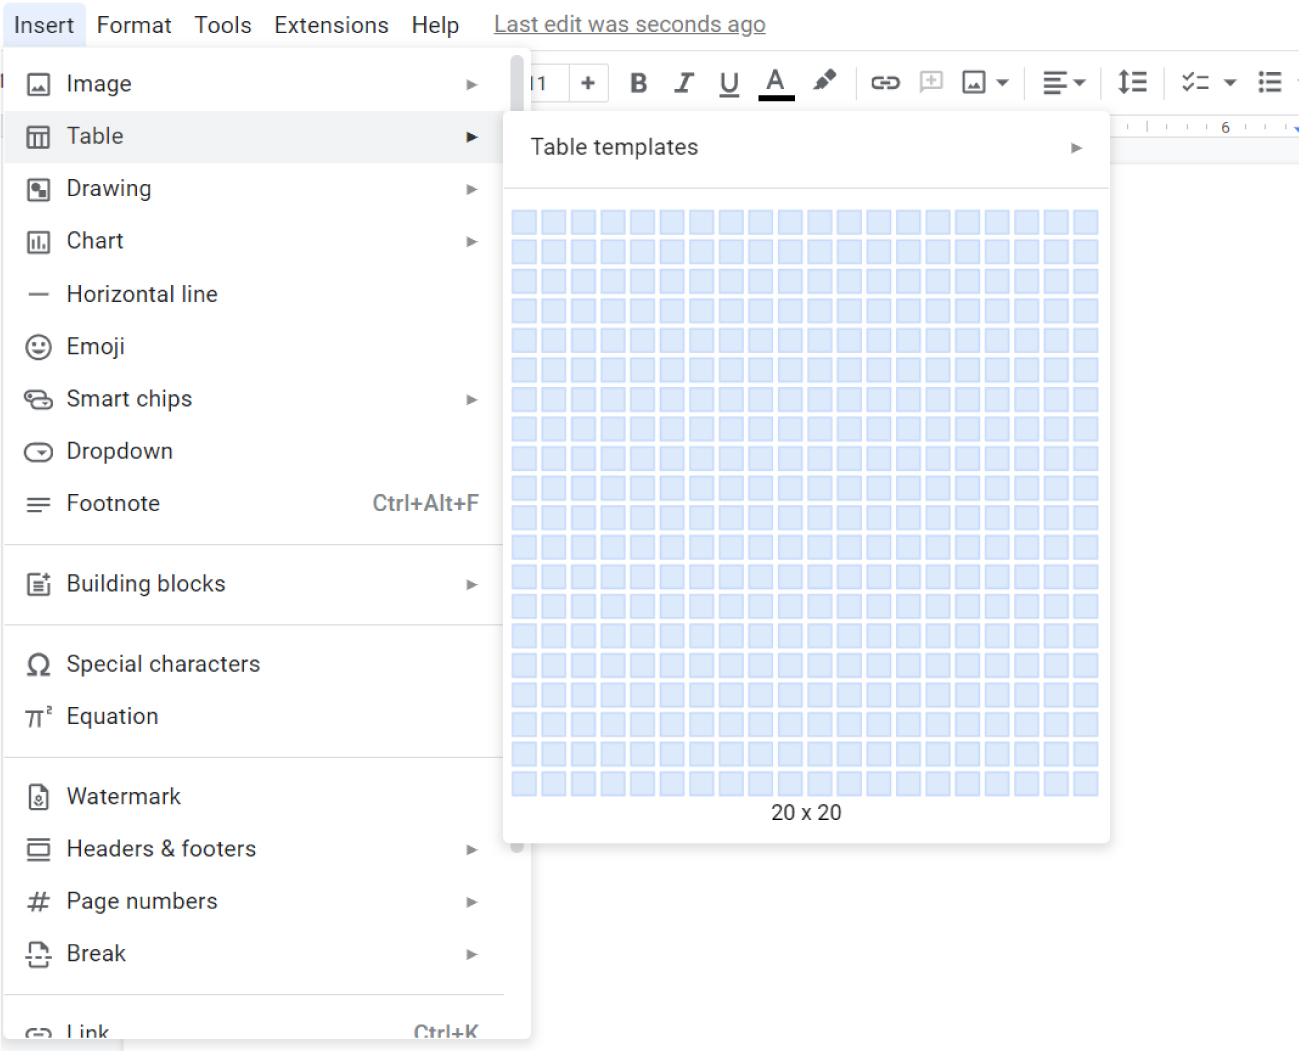 Insert Format Tools Extensions Help Last edit was seconds ago
11 + B I U A
6
Image
Table
Drawing
Chart
Horizontal line
Emoji
Smart chips
Dropdown
Footnote Ctrl+Alt+F
Building blocks
Special characters
Equation
Watermark
Headers & footers
Page numbers
Break
Link Ctrl+K
Table templates
20 x 20